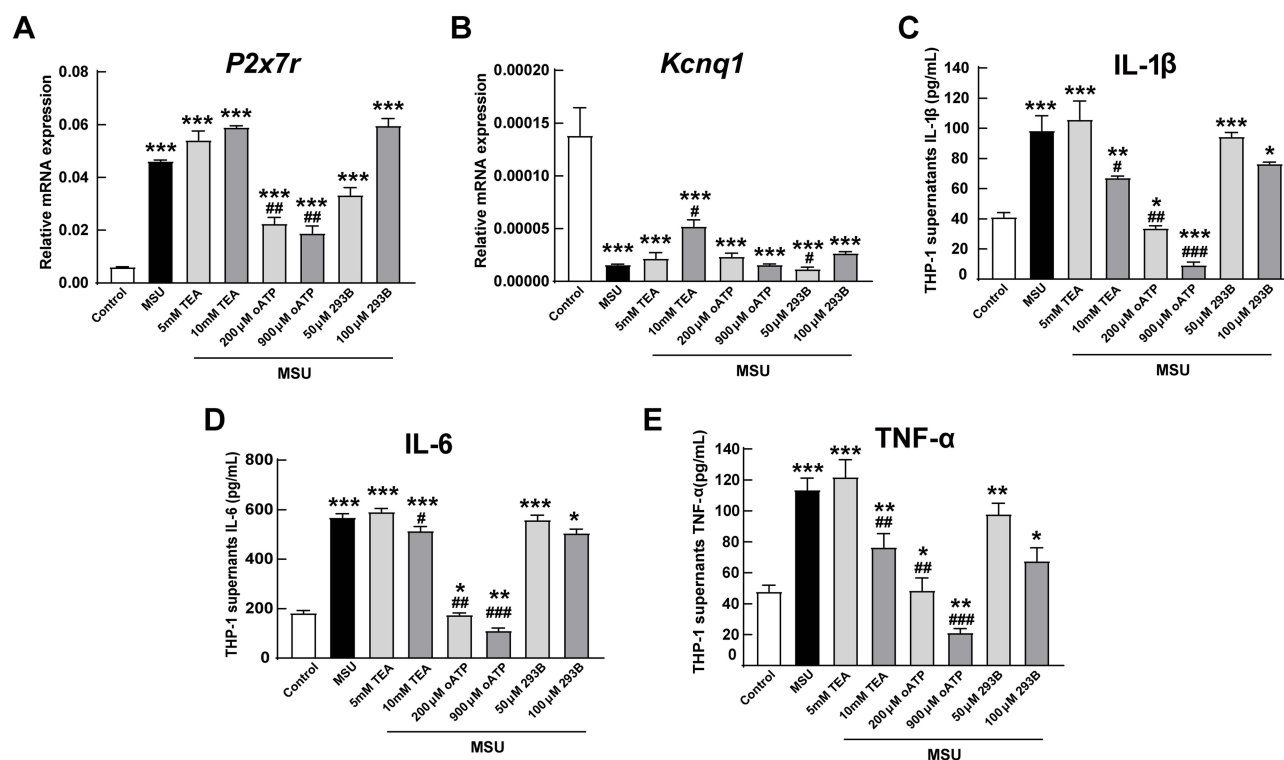 A
P2x7r
Relative mRNA expression
0.08
0.06
0.04
0.02
0.00
***
***
***
***
##
***
##
***
***
Control
MSU
5mM TEA
10mM TEA
200 μM oATP
900 μM oATP
50 μM 293B
100 μM 293B
MSU
B
Kcnq1
Relative mRNA expression
0.00020
0.00015
0.00010
0.00005
0.00000
***
***
***
#
***
***
***
#
***
Control
MSU
5mM TEA
10mM TEA
200 μM oATP
900 μM oATP
50 μM 293B
100 μM 293B
MSU
C
IL-1β
THP-1 supernatants IL-1β (pg/mL)
140
120
100
80
60
40
20
0
***
***
**
#
*
##
***
###
***
*
Control
MSU
5mM TEA
10mM TEA
200 μM oATP
900 μM oATP
50 μM 293B
100 μM 293B
MSU
D
IL-6
THP-1 supernants IL-6 (pg/mL)
800
600
400
200
0
***
***
***
#
*
##
**
###
***
*
Control
MSU
5mM TEA
10mM TEA
200 μM oATP
900 μM oATP
50 μM 293B
100 μM 293B
MSU
E
TNF-α
THP-1 supernants TNF-α(pg/mL)
140
120
100
80
60
40
20
0
***
***
**
##
*
##
**
###
**
*
Control
MSU
5mM TEA
10mM TEA
200 μM oATP
900 μM oATP
50 μM 293B
100 μM 293B
MSU